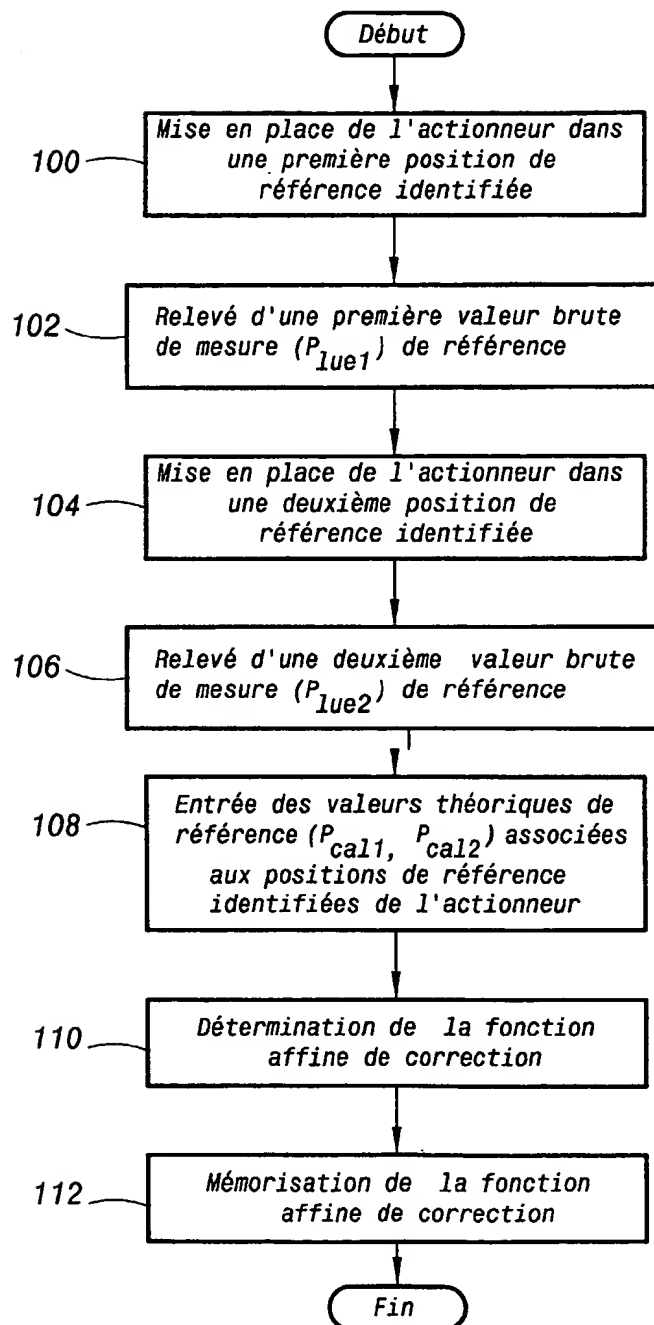 Début
100
Mise en place de l'actionneur dans
une première position de
référence identifiée
102
Relevé d'une première valeur brute
de mesure (P_lue1) de référence
104
Mise en place de l'actionneur dans
une deuxième position de
référence identifiée
106
Relevé d'une deuxième valeur brute
de mesure (P_lue2) de référence
108
Entrée des valeurs théoriques de
référence (P_cal1, P_cal2) associées
aux positions de référence
identifiées de l'actionneur
110
Détermination de la fonction
affine de correction
112
Mémorisation de la fonction
affine de correction
Fin